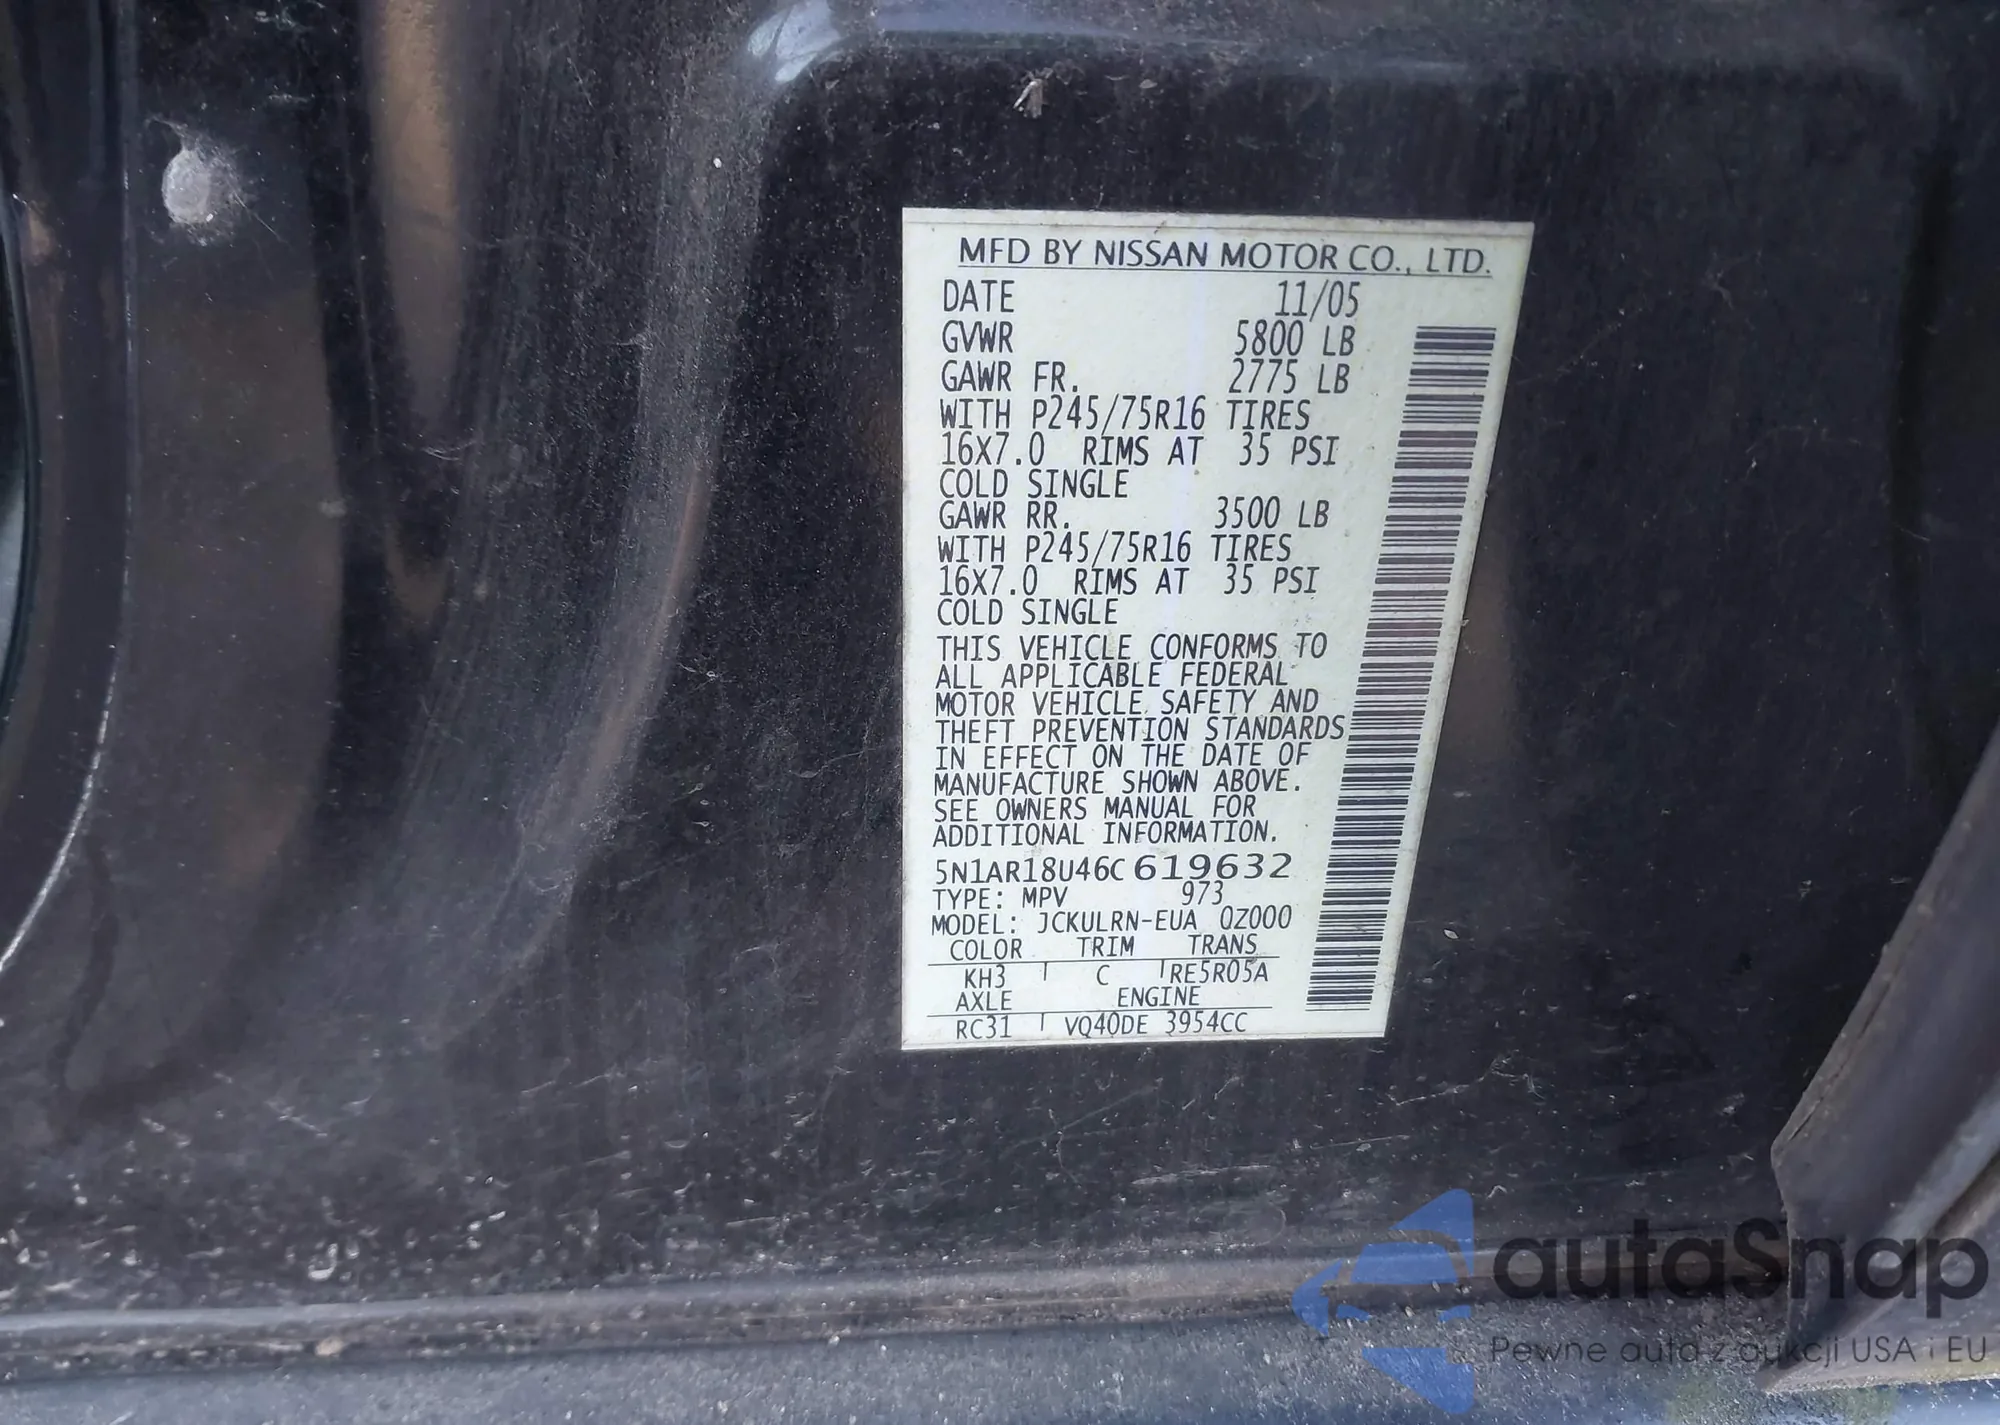 MFD BY NISSAN MOTOR CO., LTD.
DATE 11/05
GVWR 5800 LB
GAWR FR. 2775 LB
WITH P245/75R16 TIRES
16X7.0 RIMS AT 35 PSI
COLD SINGLE
GAWR RR. 3500 LB
WITH P245/75R16 TIRES
16X7.0 RIMS AT 35 PSI
COLD SINGLE
THIS VEHICLE CONFORMS TO
ALL APPLICABLE FEDERAL
MOTOR VEHICLE SAFETY AND
THEFT PREVENTION STANDARDS
IN EFFECT ON THE DATE OF
MANUFACTURE SHOWN ABOVE.
SEE OWNERS MANUAL FOR
ADDITIONAL INFORMATION.
5N1AR18U46C619632
TYPE: MPV 973
MODEL: JCKULRN-EUA QZ000
COLOR TRIM TRANS
KH3 C RE5R05A
AXLE ENGINE
RC31 VQ40DE 3954CC
autaSnap
Pewne auta z aukcji USA i EU